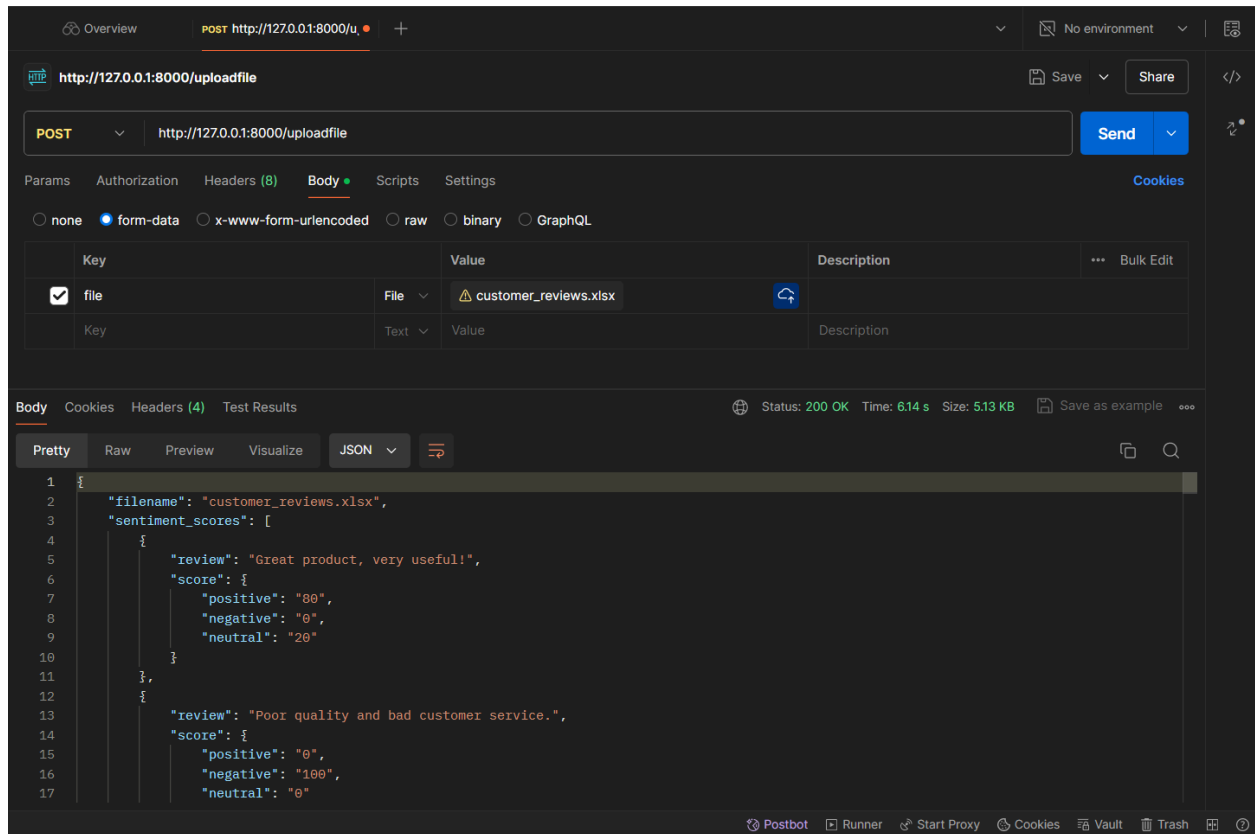 Overview POST http://127.0.0.1:8000/u No environment
HTTP http://127.0.0.1:8000/uploadfile Save Share
POST http://127.0.0.1:8000/uploadfile Send
Params Authorization Headers (8) Body Scripts Settings Cookies
none form-data x-www-form-urlencoded raw binary GraphQL
Key Value Description Bulk Edit
file File customer_reviews.xlsx
Key Text Value Description
Body Cookies Headers (4) Test Results Status: 200 OK Time: 6.14 s Size: 5.13 KB Save as example
Pretty Raw Preview Visualize JSON
1 {
2 "filename": "customer_reviews.xlsx",
3 "sentiment_scores": [
4 {
5 "review": "Great product, very useful!",
6 "score": {
7 "positive": "80",
8 "negative": "0",
9 "neutral": "20"
10 }
11 },
12 {
13 "review": "Poor quality and bad customer service.",
14 "score": {
15 "positive": "0",
16 "negative": "100",
17 "neutral": "0"
Postbot Runner Start Proxy Cookies Vault Trash